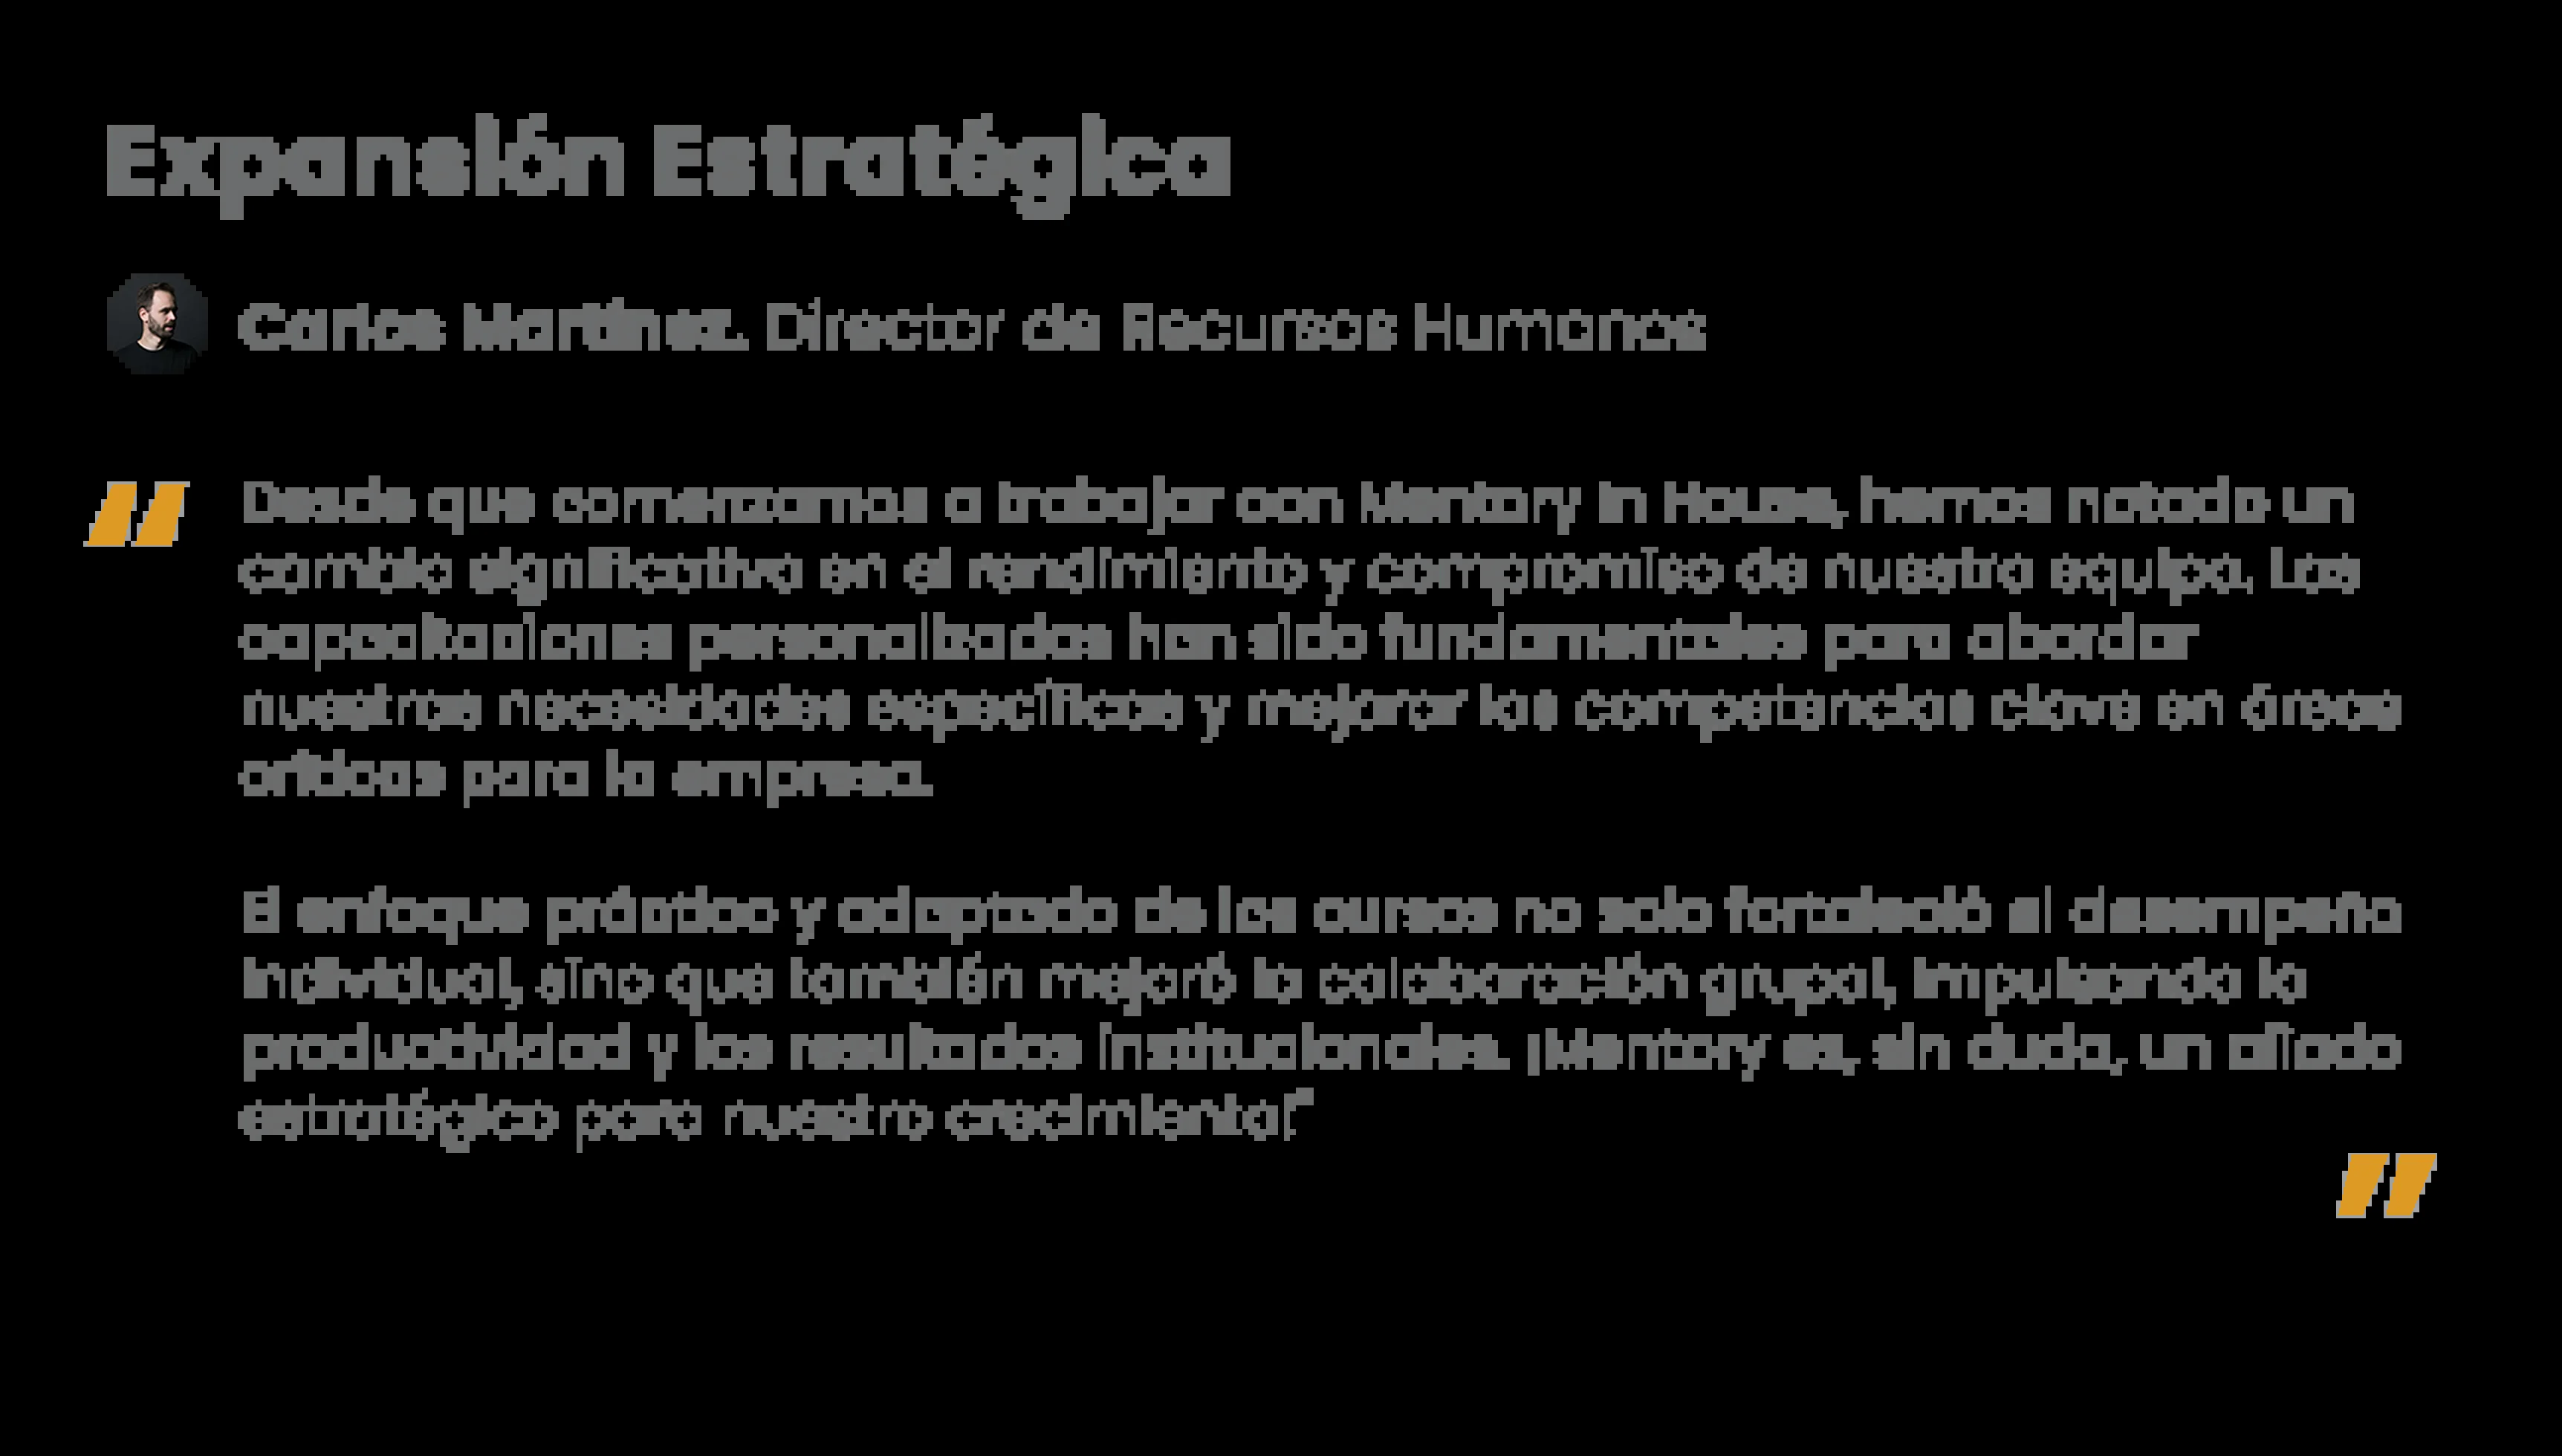 Expansión Estratégica
Carlos Martínez. Director de Recursos Humanos
“ Desde que comenzamos a trabajar con Mentory In House, hemos notado un
cambio significativo en el rendimiento y compromiso de nuestro equipo. Las
capacitaciones personalizadas han sido fundamentales para abordar
nuestras necesidades específicas y mejorar las competencias clave en áreas
críticas para la empresa.
El enfoque práctico y adaptado de los cursos no solo fortaleció el desempeño
individual, sino que también mejoró la colaboración grupal, impulsando la
productividad y los resultados institucionales. ¡Mentory es, sin duda, un aliado
estratégico para nuestro crecimiento!"
”